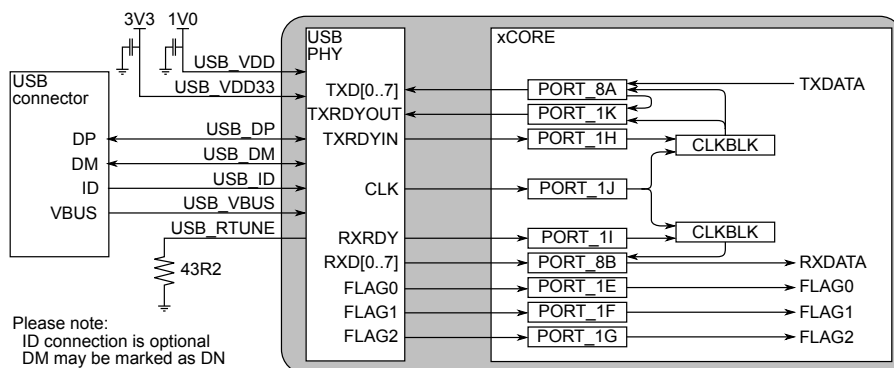 3V3 1V0
USB
connector
DP
DM
ID
VBUS
USB_VDD
USB_VDD33
USB_DP
USB_DM
USB_ID
USB_VBUS
USB_RTUNE
43R2
Please note:
ID connection is optional
DM may be marked as DN
USB
PHY
TXD[0..7]
TXRDYOUT
TXRDYIN
CLK
RXRDY
RXD[0..7]
FLAG0
FLAG1
FLAG2
xCORE
PORT_8A
PORT_1K
PORT_1H
PORT_1J
PORT_1I
PORT_8B
PORT_1E
PORT_1F
PORT_1G
CLKBLK
CLKBLK
TXDATA
RXDATA
FLAG0
FLAG1
FLAG2